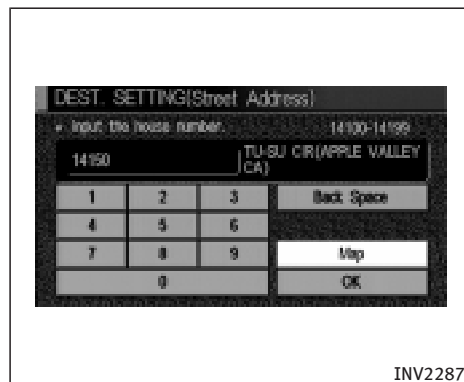 DEST. SETTING(Street Address)
Input the house number.
14100-14199
14150
TU-SU CIR(APPLE VALLEY
CA)
1 2 3 Back Space
4 5 6
7 8 9 Map
0 OK
INV2287